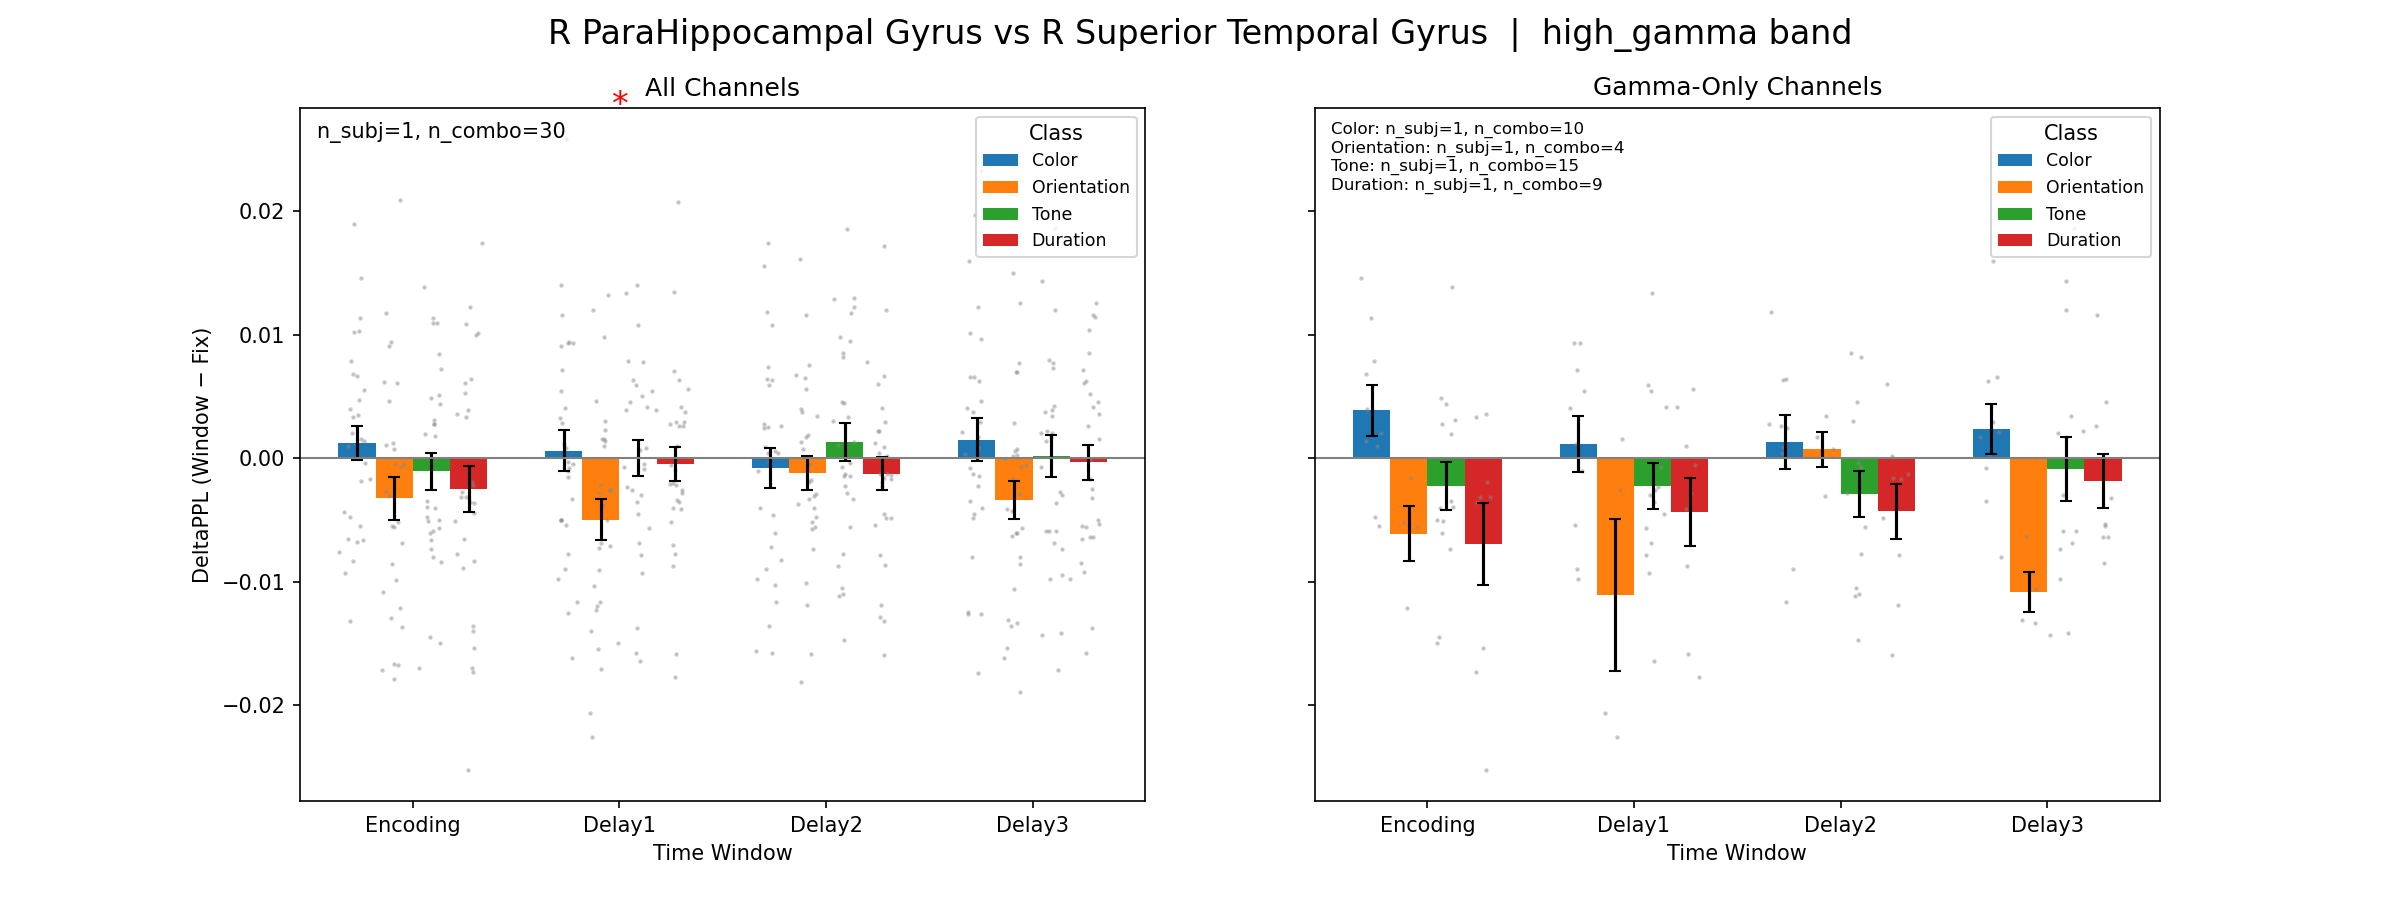 R ParaHippocampal Gyrus vs R Superior Temporal Gyrus | high_gamma band
All Channels
*
n_subj=1, n_combo=30
Class
Color
Orientation
Tone
Duration
DeltaPPL (Window − Fix)
0.02
0.01
0.00
−0.01
−0.02
Encoding
Delay1
Delay2
Delay3
Time Window
Gamma-Only Channels
Color: n_subj=1, n_combo=10
Orientation: n_subj=1, n_combo=4
Tone: n_subj=1, n_combo=15
Duration: n_subj=1, n_combo=9
Class
Color
Orientation
Tone
Duration
Encoding
Delay1
Delay2
Delay3
Time Window